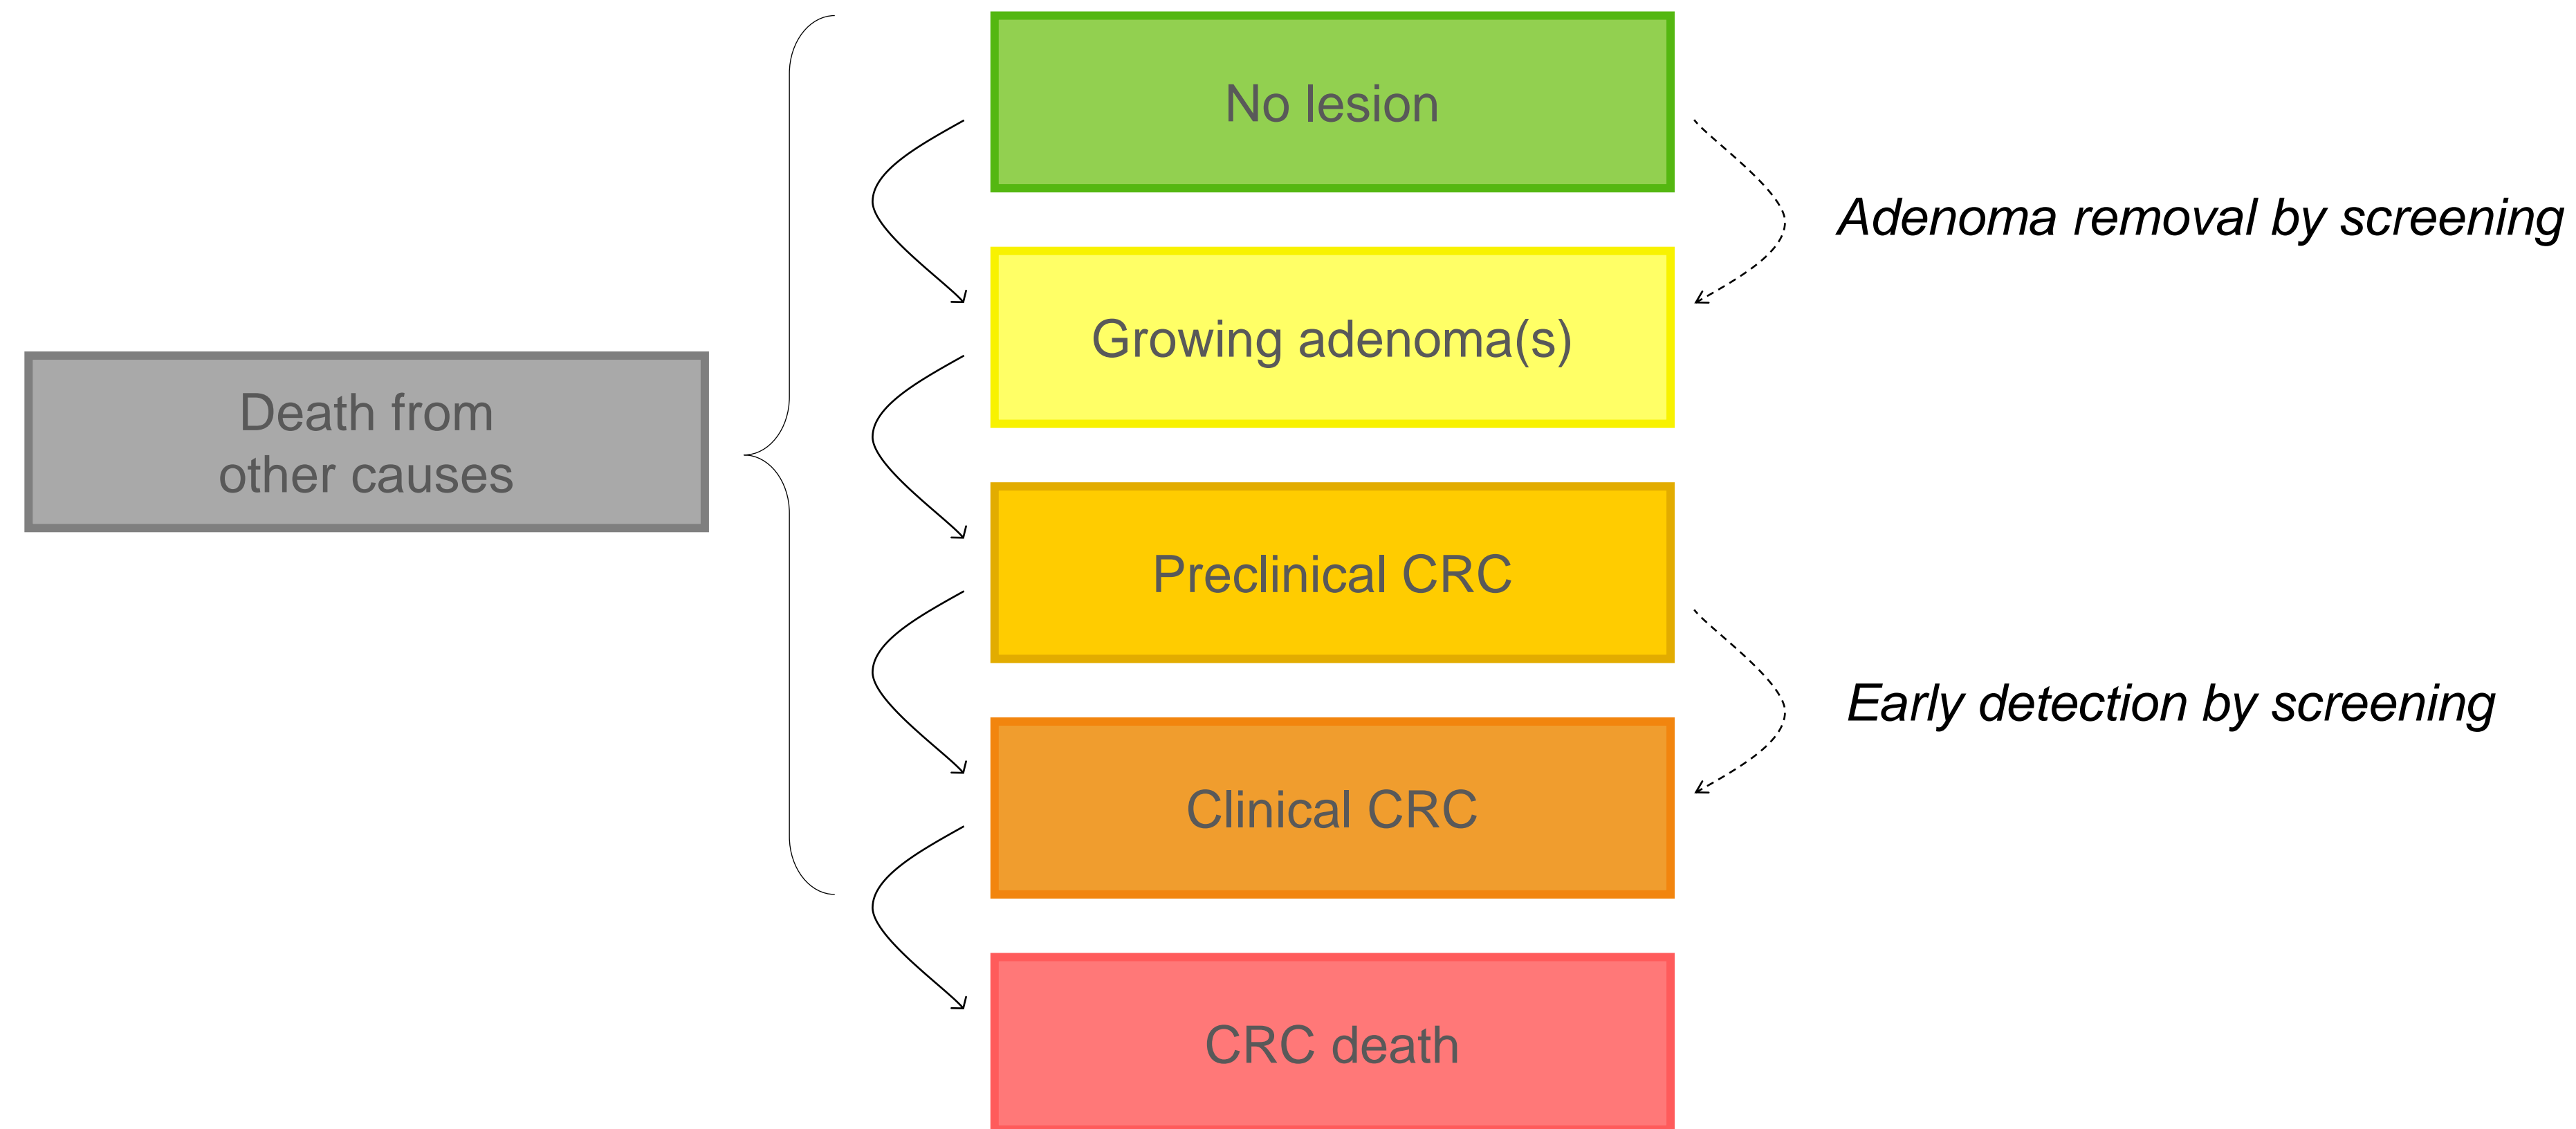 No lesion
Adenoma removal by screening
Growing adenoma(s)
Death from
other causes
Preclinical CRC
Early detection by screening
Clinical CRC
CRC death